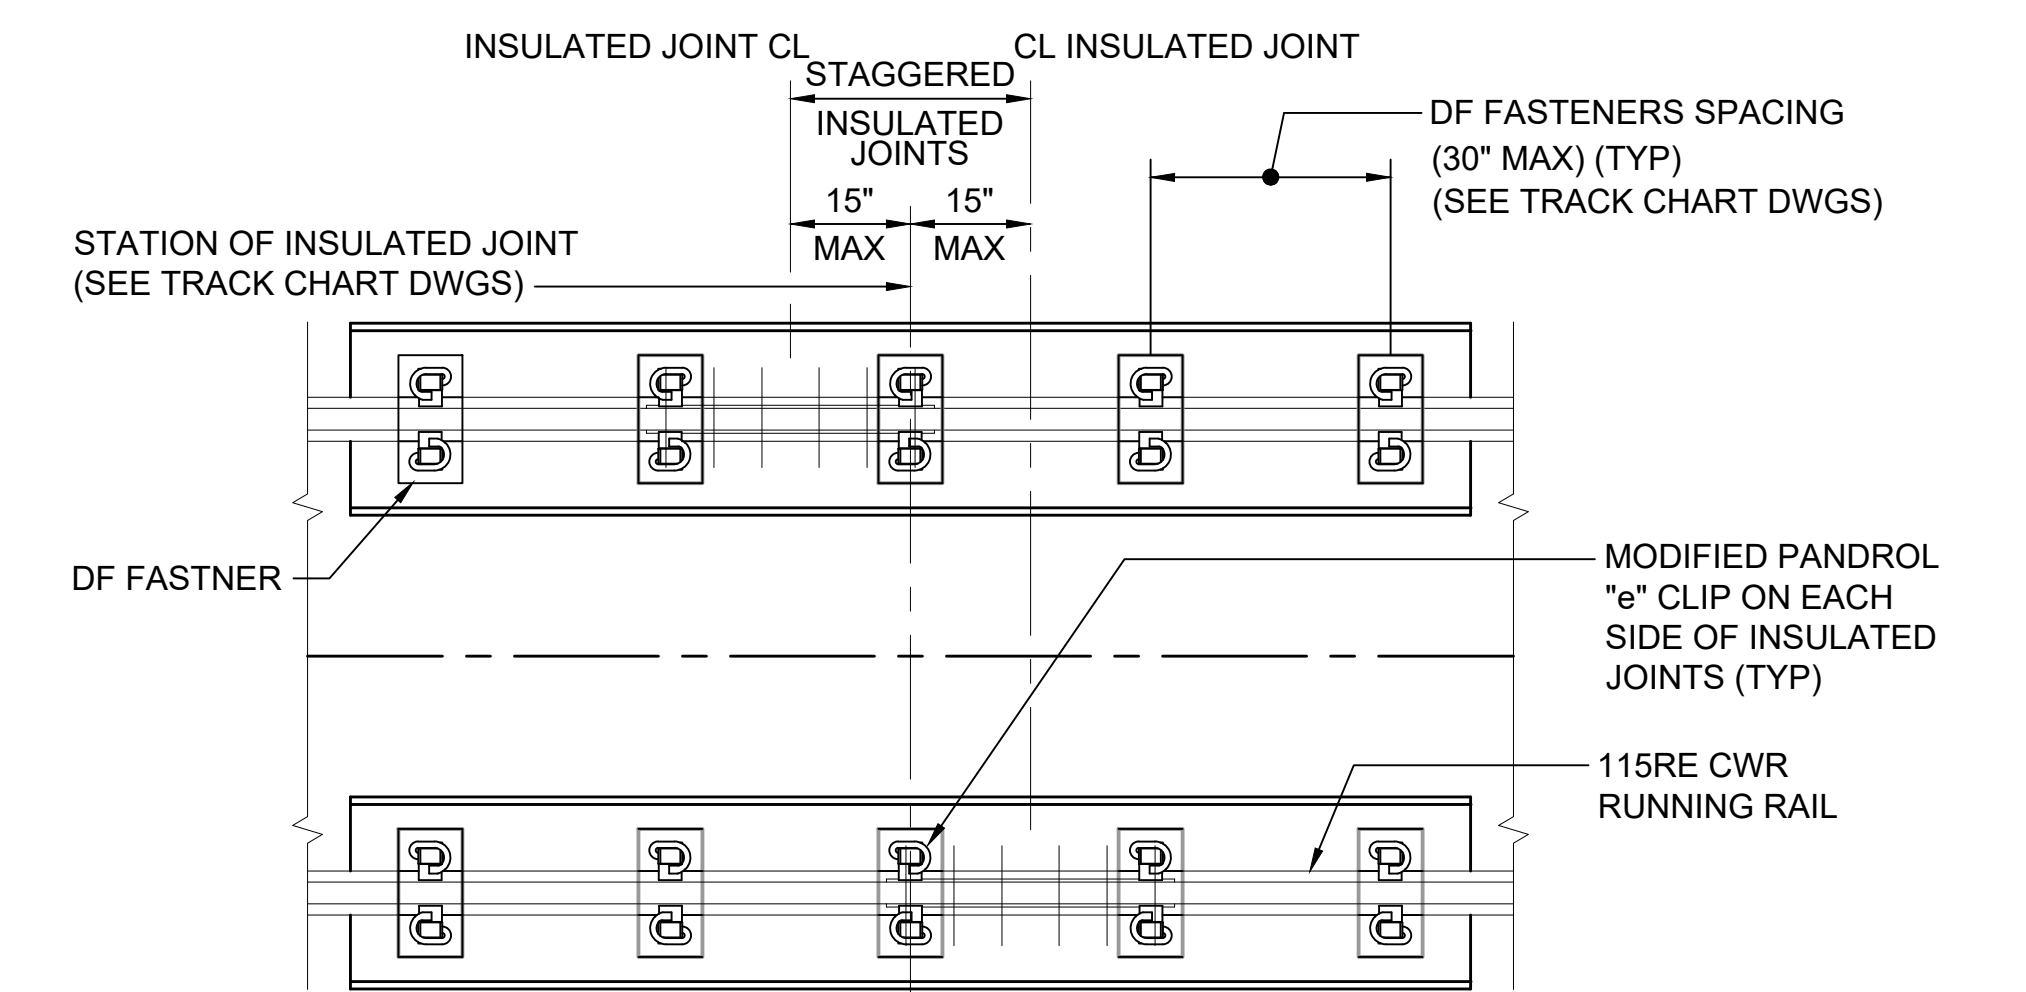 INSULATED JOINT CL
CL INSULATED JOINT
STAGGERED
INSULATED
JOINTS
15"
MAX
15"
MAX
DF FASTENERS SPACING
(30" MAX) (TYP)
(SEE TRACK CHART DWGS)
STATION OF INSULATED JOINT
(SEE TRACK CHART DWGS)
DF FASTNER
MODIFIED PANDROL
"e" CLIP ON EACH
SIDE OF INSULATED
JOINTS (TYP)
115RE CWR
RUNNING RAIL